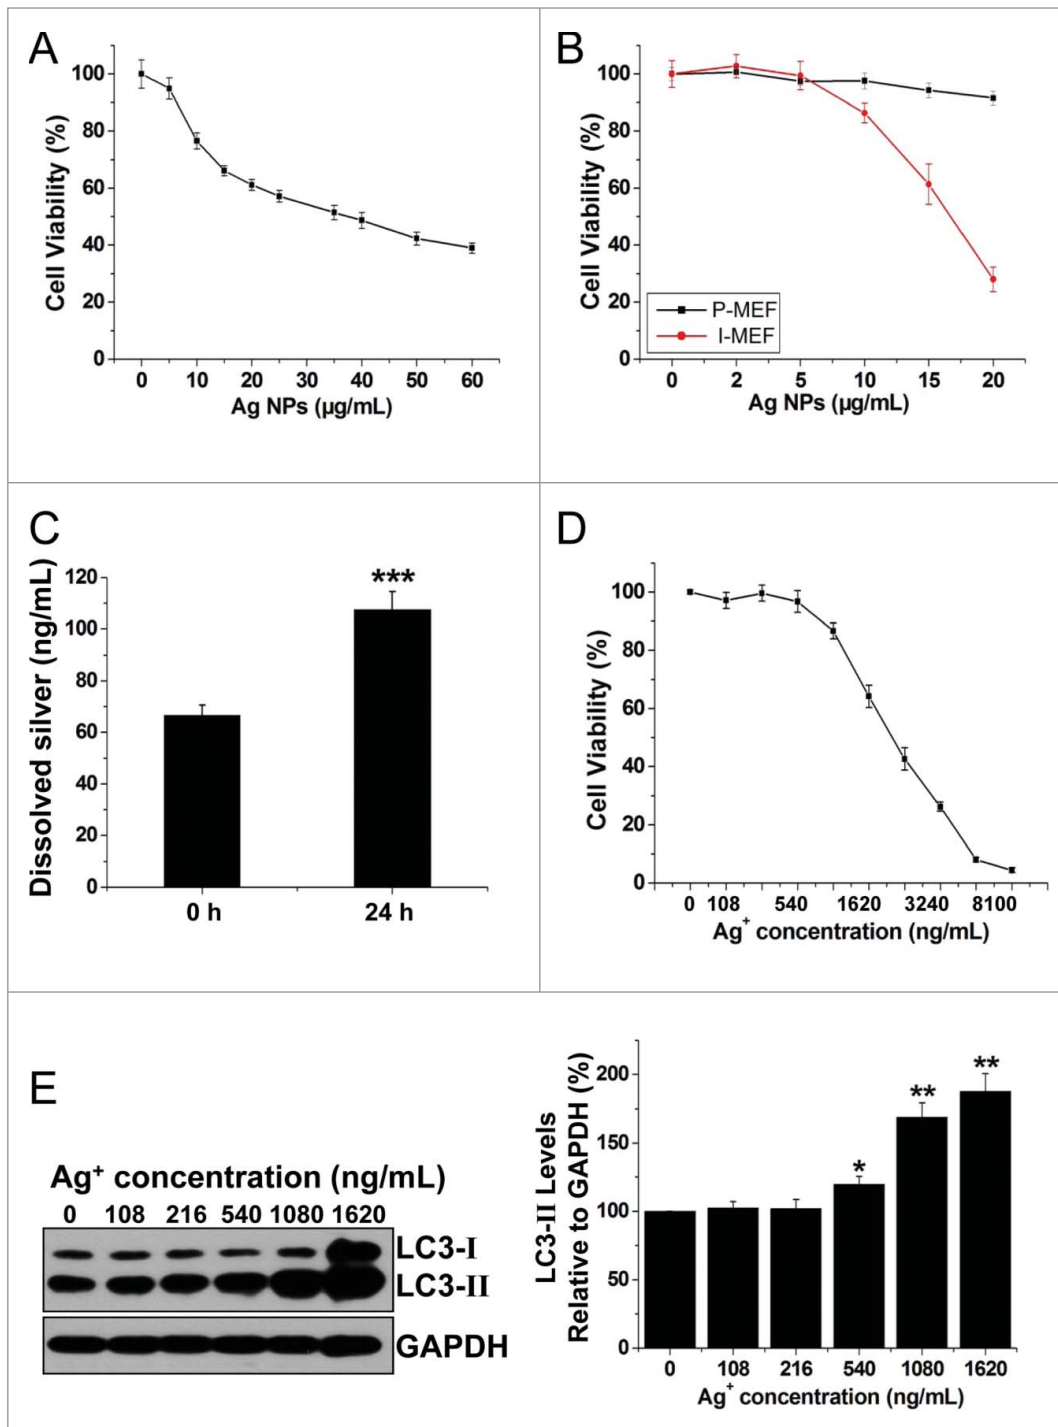 A
Cell Viability (%)
100
80
60
40
20
0
0 10 20 30 40 50 60
Ag NPs (µg/mL)
B
Cell Viability (%)
100
80
60
40
20
0
P-MEF
I-MEF
0 2 5 10 15 20
Ag NPs (µg/mL)
C
Dissolved silver (ng/mL)
120
100
80
60
40
20
0
***
0 h 24 h
D
Cell Viability (%)
100
80
60
40
20
0
0 108 540 1620 3240 8100
Ag⁺ concentration (ng/mL)
E
Ag⁺ concentration (ng/mL)
0 108 216 540 1080 1620
LC3-I
LC3-II
GAPDH
LC3-II Levels
Relative to GAPDH (%)
200
150
100
50
0
* ** **
0 108 216 540 1080 1620
Ag⁺ concentration (ng/mL)